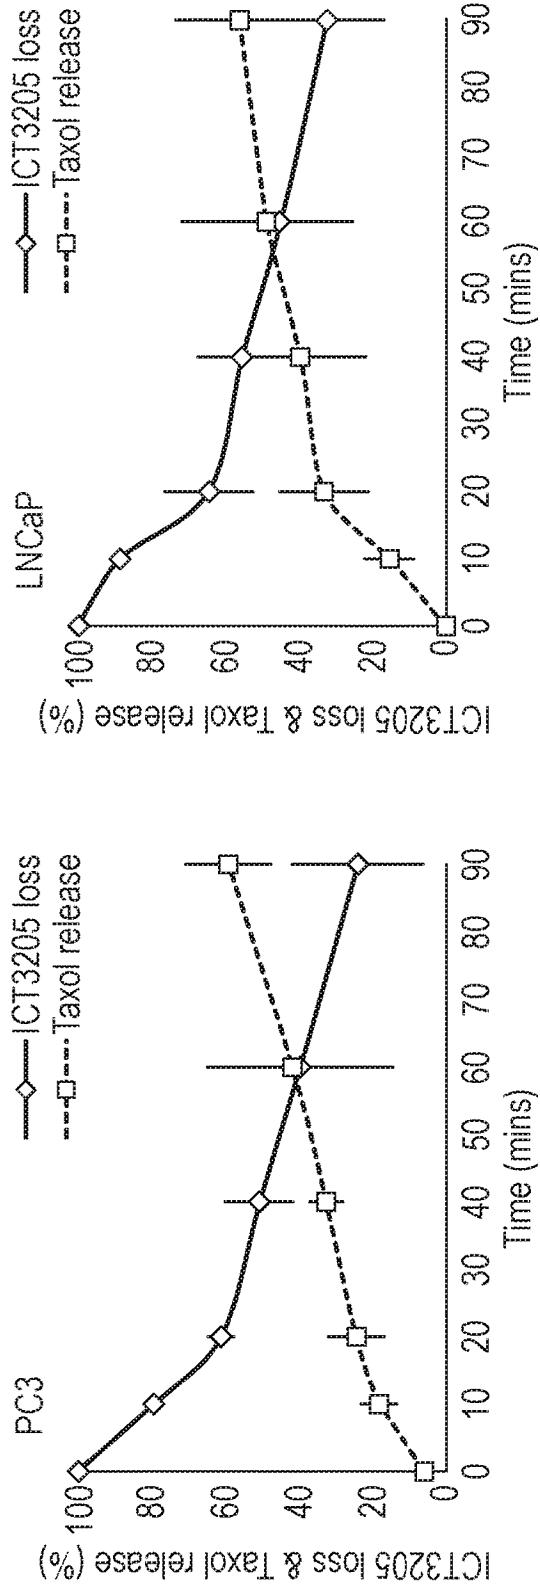 PC3
ICT3205 loss
Taxol release
ICT3205 loss & Taxol release (%)
100
80
60
40
20
0
0 10 20 30 40 50 60 70 80 90
Time (mins)
LNCaP
ICT3205 loss
Taxol release
ICT3205 loss & Taxol release (%)
100
80
60
40
20
0
0 10 20 30 40 50 60 70 80 90
Time (mins)